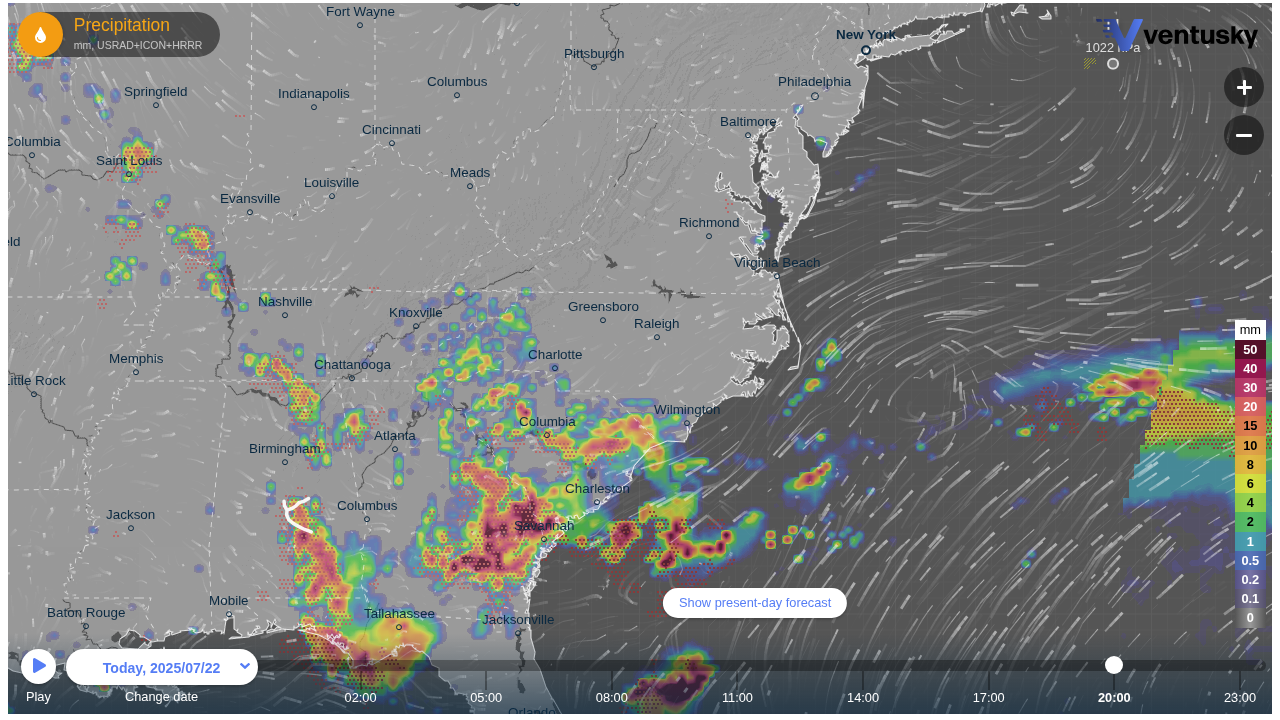 Precipitation
mm, USRAD+ICON+HRRR
Fort Wayne
New York
ventusky
1022 hPa
Pittsburgh
Springfield
Indianapolis
Columbus
Philadelphia
Baltimore
Columbia
Cincinnati
Saint Louis
Louisville
Meads
Evansville
Richmond
eld
Virginia Beach
Nashville
Knoxville
Greensboro
Raleigh
Memphis
Chattanooga
Charlotte
Little Rock
Wilmington
Columbia
Atlanta
Birmingham
Charleston
Jackson
Columbus
Savannah
Mobile
Baton Rouge
Tallahassee
Jacksonville
Orlando
mm
50
40
30
20
15
10
8
6
4
2
1
0.5
0.2
0.1
0
Show present-day forecast
Today, 2025/07/22
Play
Change date
02:00
05:00
08:00
11:00
14:00
17:00
20:00
23:00